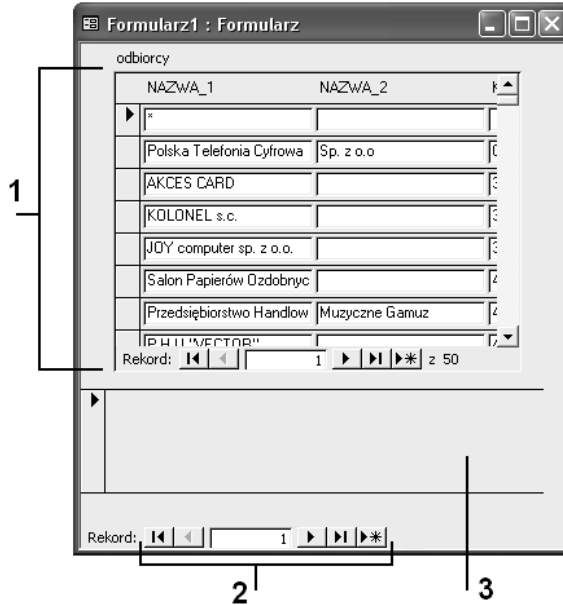 Formularz1 : Formularz
odbiorcy
NAZWA_1 NAZWA_2
*
Polska Telefonia Cyfrowa Sp. z o.o
AKCES CARD
KOLONEL s.c.
JOY computer sp. z o.o.
Salon Papierów Ozdobnyc
Przedsiębiorstwo Handlow Muzyczne Gamuz
P.H.U."VECTOR"
Rekord: 1 z 50
Rekord: 1
1
2
3